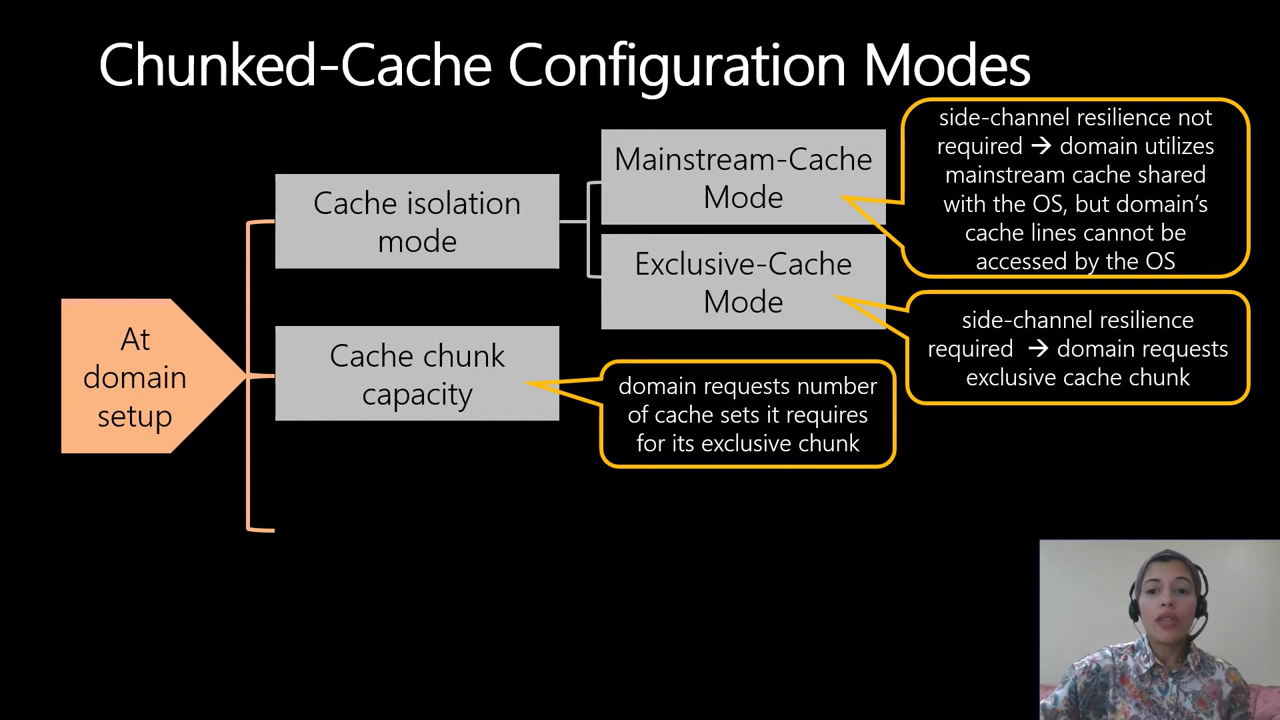 Chunked-Cache Configuration Modes
At
domain
setup
Cache isolation
mode
Mainstream-Cache
Mode
side-channel resilience not
required → domain utilizes
mainstream cache shared
with the OS, but domain's
cache lines cannot be
accessed by the OS
Exclusive-Cache
Mode
side-channel resilience
required → domain requests
exclusive cache chunk
Cache chunk
capacity
domain requests number
of cache sets it requires
for its exclusive chunk